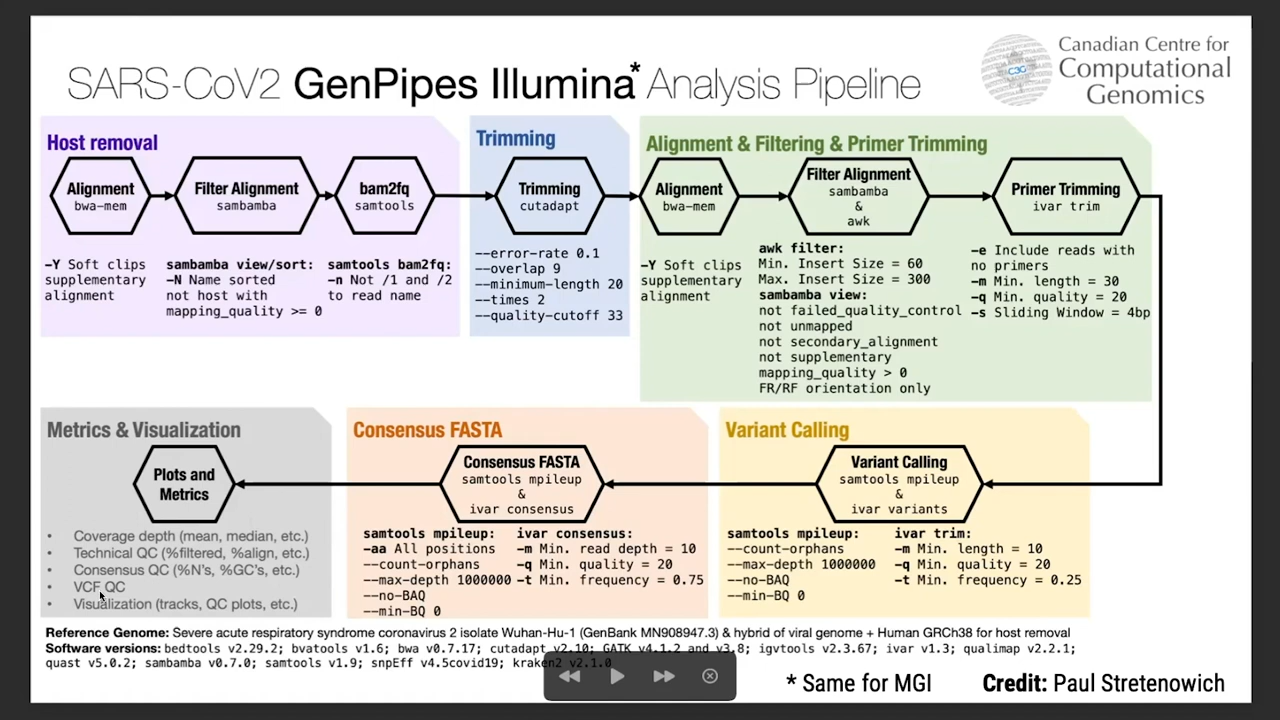 SARS-CoV2 GenPipes Illumina* Analysis Pipeline
C3G
Canadian Centre for
Computational
Genomics
Host removal
Alignment
bwa-mem
Filter Alignment
sambamba
bam2fq
samtools
-Y Soft clips
supplementary
alignment
sambamba view/sort:
-N Name sorted
not host with
mapping_quality >= 0
samtools bam2fq:
-n Not /1 and /2
to read name
Trimming
Trimming
cutadapt
--error-rate 0.1
--overlap 9
--minimum-length 20
--times 2
--quality-cutoff 33
Alignment & Filtering & Primer Trimming
Alignment
bwa-mem
Filter Alignment
sambamba
&
awk
Primer Trimming
ivar trim
-Y Soft clips
supplementary
alignment
awk filter:
Min. Insert Size = 60
Max. Insert Size = 300
sambamba view:
not failed_quality_control
not unmapped
not secondary_alignment
not supplementary
mapping_quality > 0
FR/RF orientation only
-e Include reads with
no primers
-m Min. length = 30
-q Min. quality = 20
-s Sliding Window = 4bp
Metrics & Visualization
Plots and
Metrics
• Coverage depth (mean, median, etc.)
• Technical QC (%filtered, %align, etc.)
• Consensus QC (%N's, %GC's, etc.)
• VCF QC
• Visualization (tracks, QC plots, etc.)
Consensus FASTA
Consensus FASTA
samtools mpileup
&
ivar consensus
samtools mpileup:
-aa All positions
--count-orphans
--max-depth 1000000
--no-BAQ
--min-BQ 0
ivar consensus:
-m Min. read depth = 10
-q Min. quality = 20
-t Min. frequency = 0.75
Variant Calling
Variant Calling
samtools mpileup
&
ivar variants
samtools mpileup:
--count-orphans
--max-depth 1000000
--no-BAQ
--min-BQ 0
ivar trim:
-m Min. length = 10
-q Min. quality = 20
-t Min. frequency = 0.25
Reference Genome: Severe acute respiratory syndrome coronavirus 2 isolate Wuhan-Hu-1 (GenBank MN908947.3) & hybrid of viral genome + Human GRCh38 for host removal
Software versions: bedtools v2.29.2; bvatools v1.6; bwa v0.7.17; cutadapt v2.10; GATK v4.1.2 and v3.8; igvtools v2.3.67; ivar v1.3; qualimap v2.2.1;
quast v5.0.2; sambamba v0.7.0; samtools v1.9; snpEff v4.5covid19; kraken2 v2.1.0
* Same for MGI
Credit: Paul Stretenowich